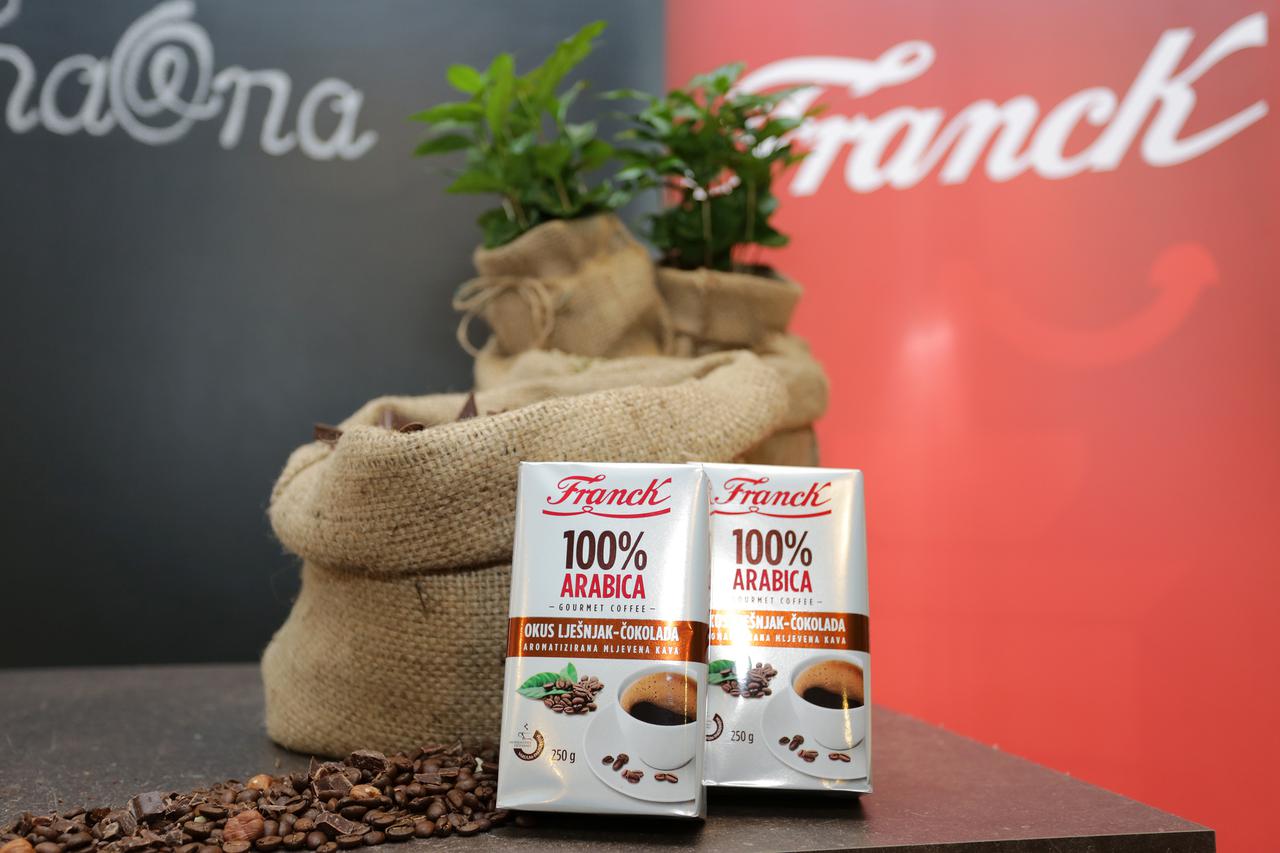 Franck
Franck
100%
ARABICA
– GOURMET COFFEE –
OKUS LJEŠNJAK-ČOKOLADA
AROMATIZIRANA MLJEVENA KAVA
250 g
Franck
100%
ARABICA
GOURMET COFFEE –
LJEŠNJAK-ČOKOLADA
MLJEVENA KAVA
250 g